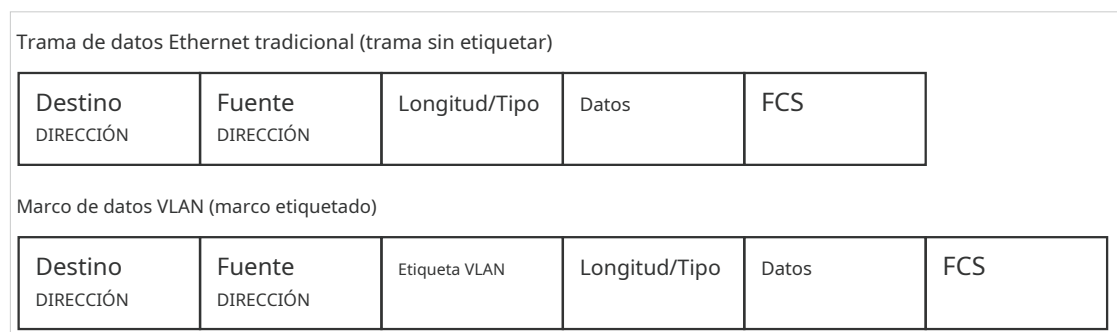 Trama de datos Ethernet tradicional (trama sin etiquetar)
Destino Fuente Longitud/Tipo Datos FCS
DIRECCIÓN DIRECCIÓN
Marco de datos VLAN (marco etiquetado)
Destino Fuente Etiqueta VLAN Longitud/Tipo Datos FCS
DIRECCIÓN DIRECCIÓN